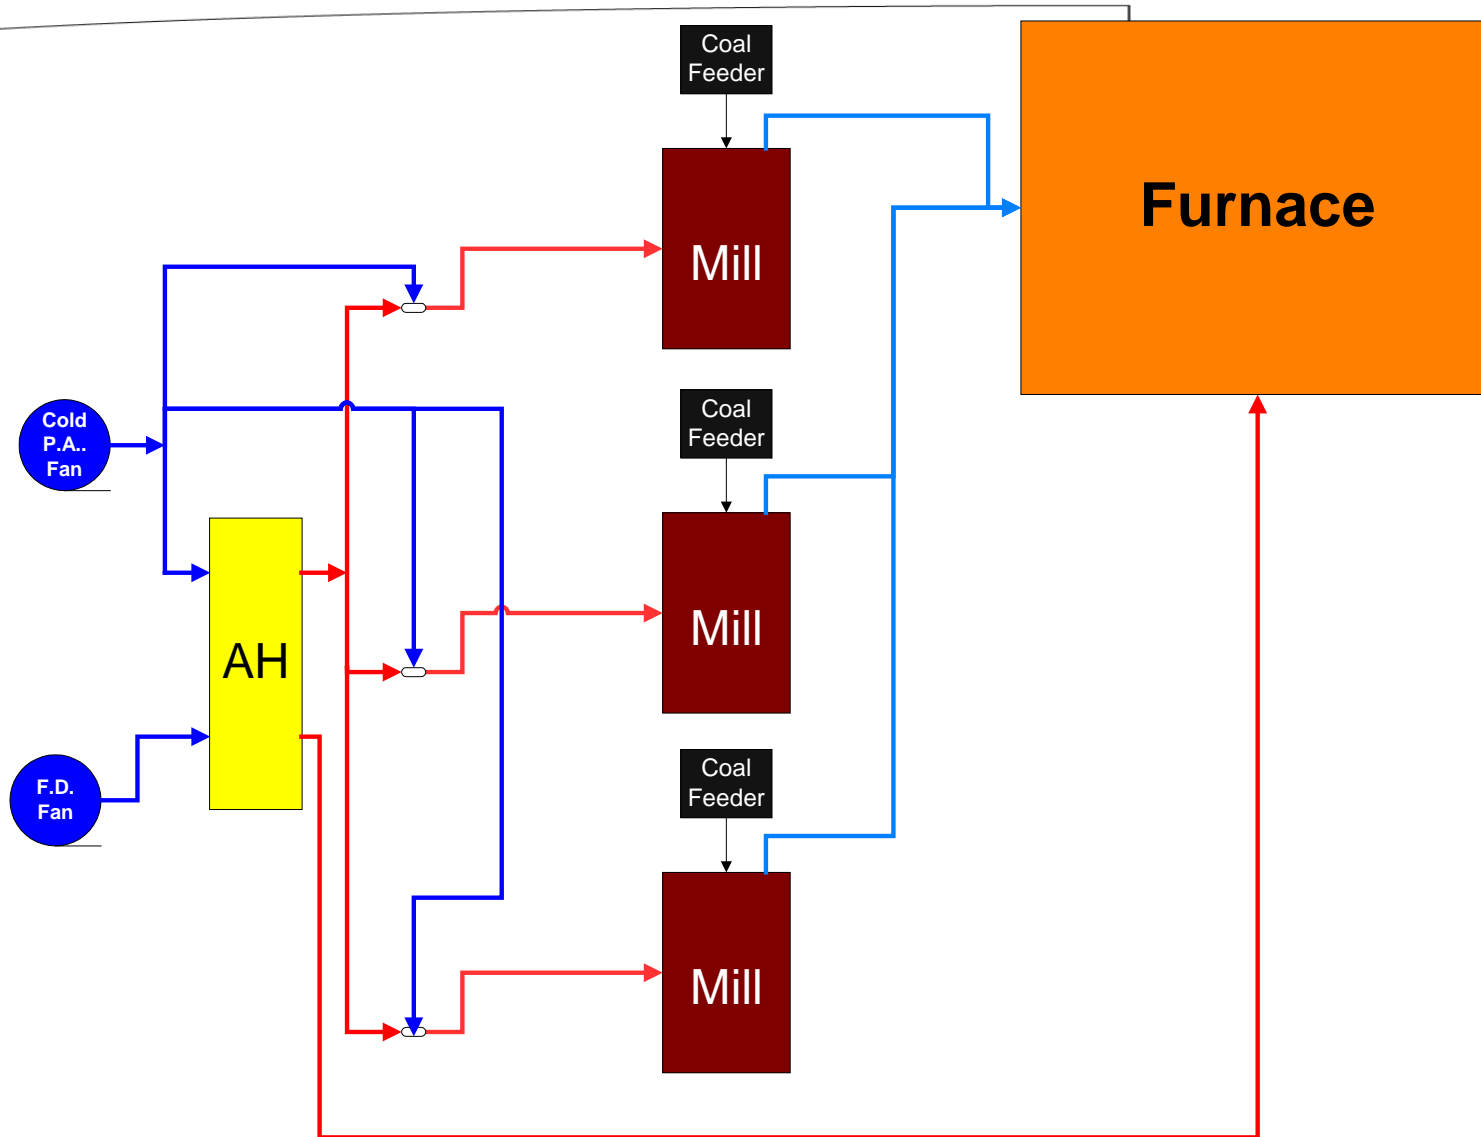 Coal
Feeder
Furnace
Mill
Cold
P.A..
Fan
Coal
Feeder
Mill
AH
F.D.
Fan
Coal
Feeder
Mill